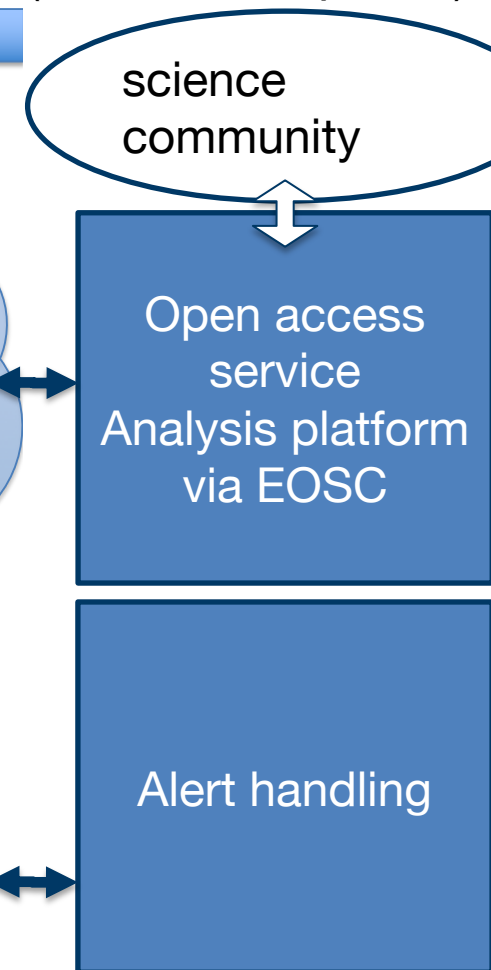 science
community
Open access
service
Analysis platform
via EOSC
Alert handling